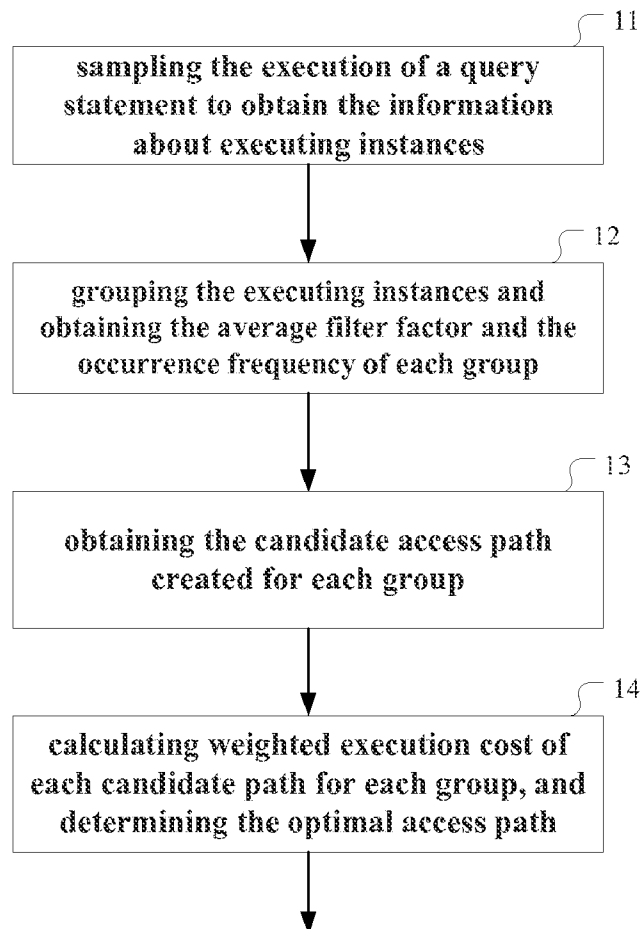 11
sampling the execution of a query
statement to obtain the information
about executing instances
12
grouping the executing instances and
obtaining the average filter factor and the
occurrence frequency of each group
13
obtaining the candidate access path
created for each group
14
calculating weighted execution cost of
each candidate path for each group, and
determining the optimal access path